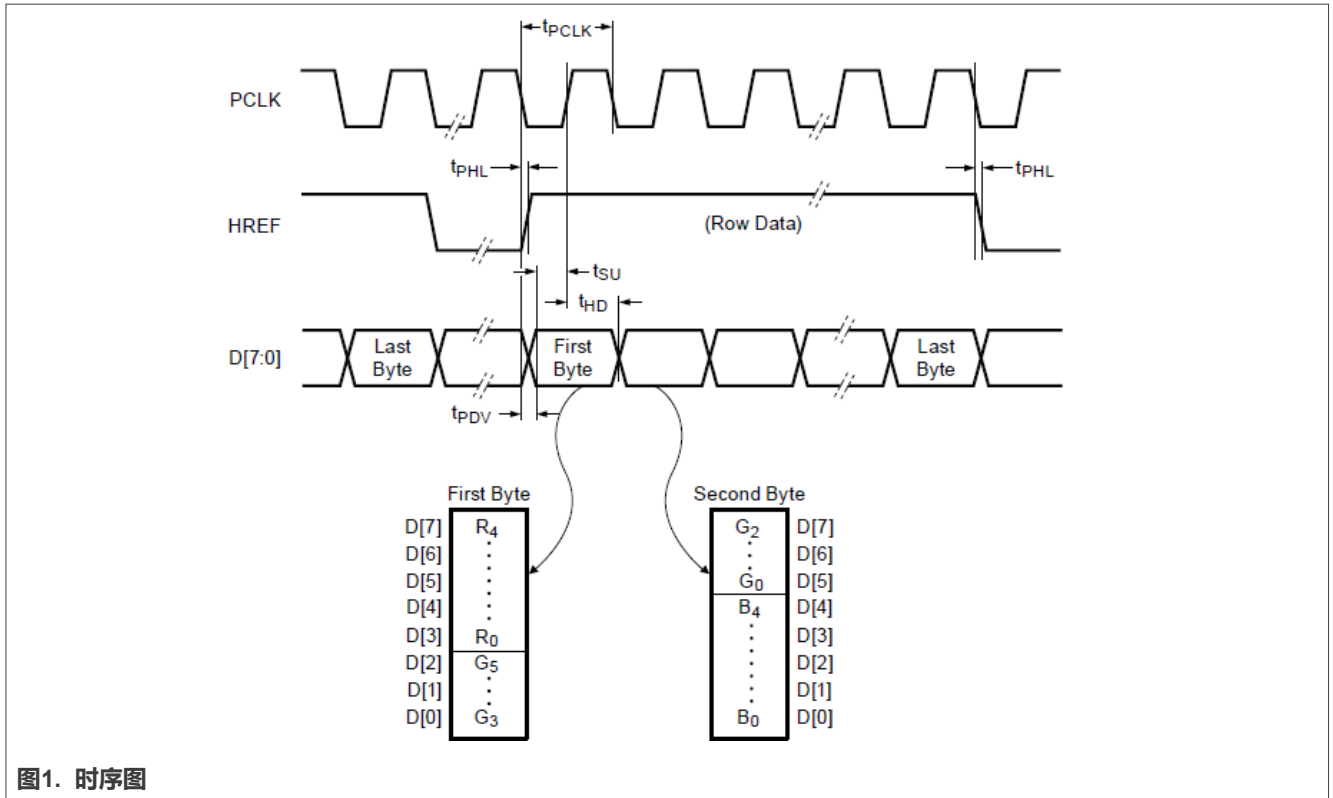 tPCLK
PCLK
tPHL
tPHL
HREF
(Row Data)
tSU
tHD
D[7:0]
Last Byte
First Byte
Last Byte
tPDV
First Byte
Second Byte
D[7] R4
D[6]
D[5]
D[4]
D[3] R0
D[2] G5
D[1]
D[0] G3
G2 D[7]
D[6]
G0 D[5]
B4 D[4]
D[3]
D[2]
D[1]
B0 D[0]
图1. 时序图